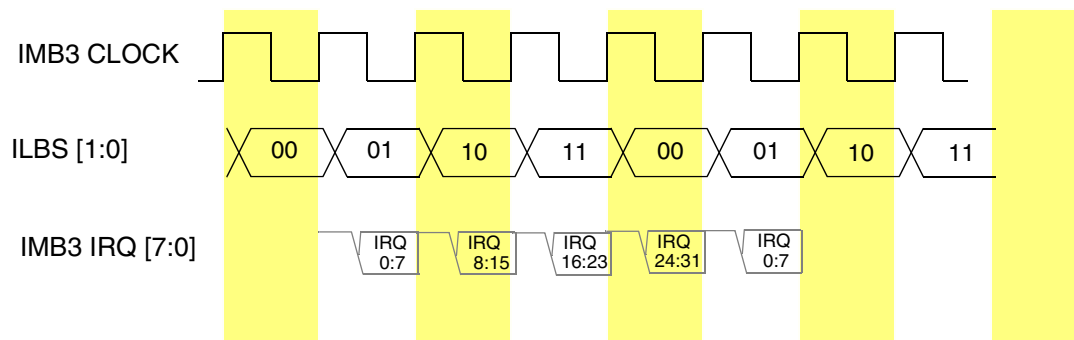 IMB3 CLOCK
ILBS [1:0]
00 01 10 11 00 01 10 11
IMB3 IRQ [7:0]
IRQ 0:7
IRQ 8:15
IRQ 16:23
IRQ 24:31
IRQ 0:7